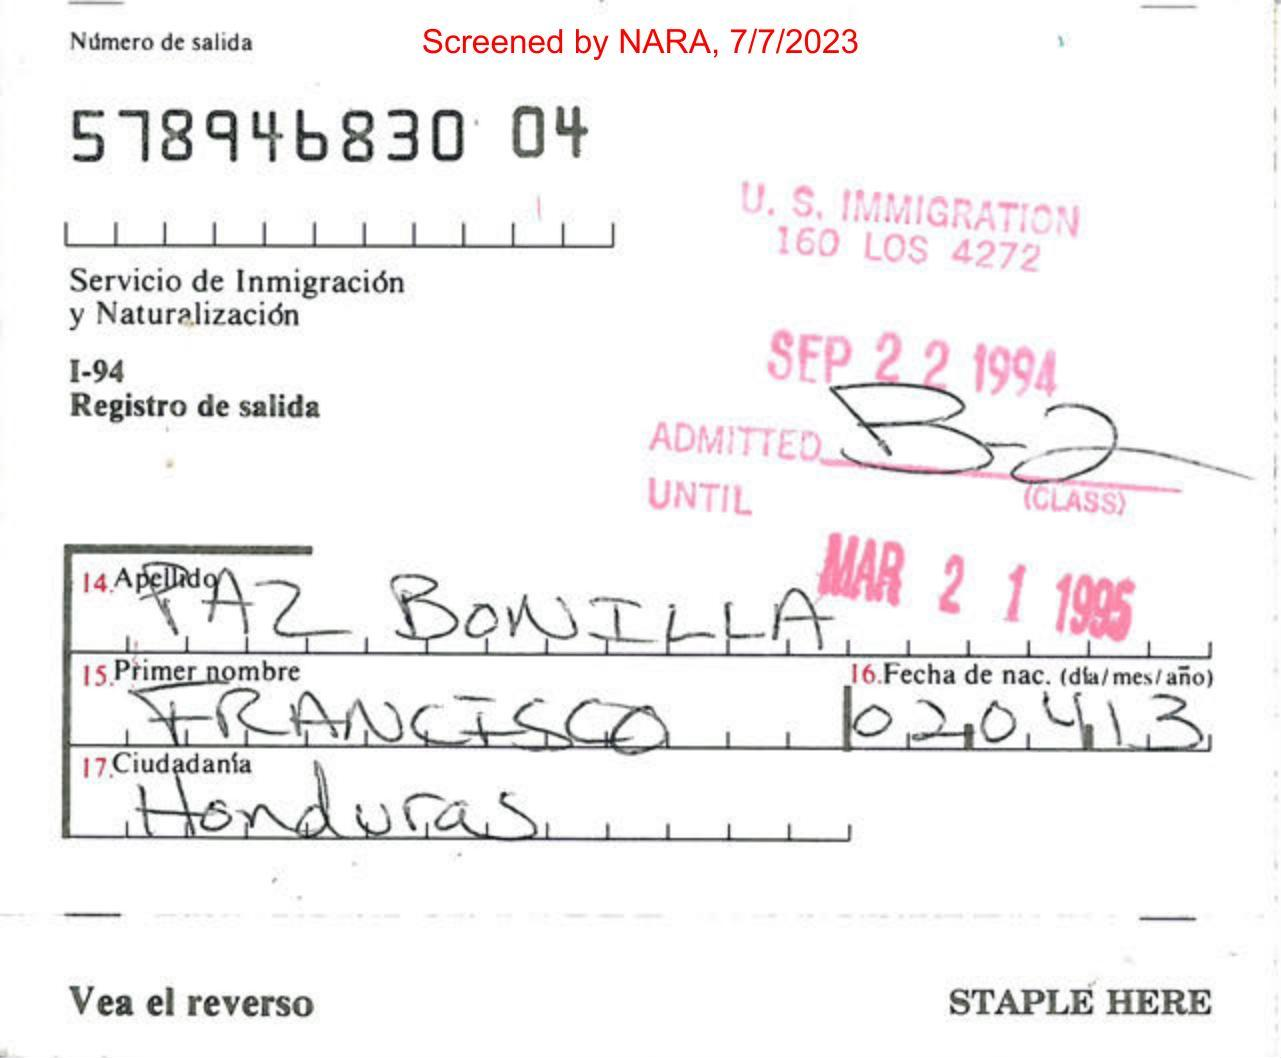 Número de salida
Screened by NARA, 7/7/2023
578946830 04
U. S. IMMIGRATION
160 LOS 4272
Servicio de Inmigración
y Naturalización
I-94
Registro de salida
SEP 22 1994
ADMITTED B-2
UNTIL (CLASS)
MAR 21 1995
14.Apellido
PAZ BONILLA
15.Primer nombre
FRANCISCO
16.Fecha de nac. (día/mes/año)
020413
17.Ciudadanía
Honduras
Vea el reverso
STAPLE HERE